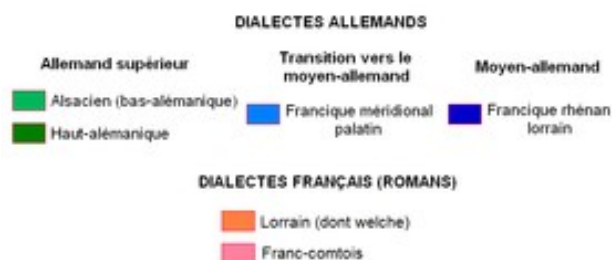 DIALECTES ALLEMANDS
Allemand supérieur
Alsacien (bas-alémanique)
Haut-alémanique
Transition vers le
moyen-allemand
Francique méridional
palatin
Moyen-allemand
Francique rhénan
lorrain
DIALECTES FRANÇAIS (ROMANS)
Lorrain (dont welche)
Franc-comtois